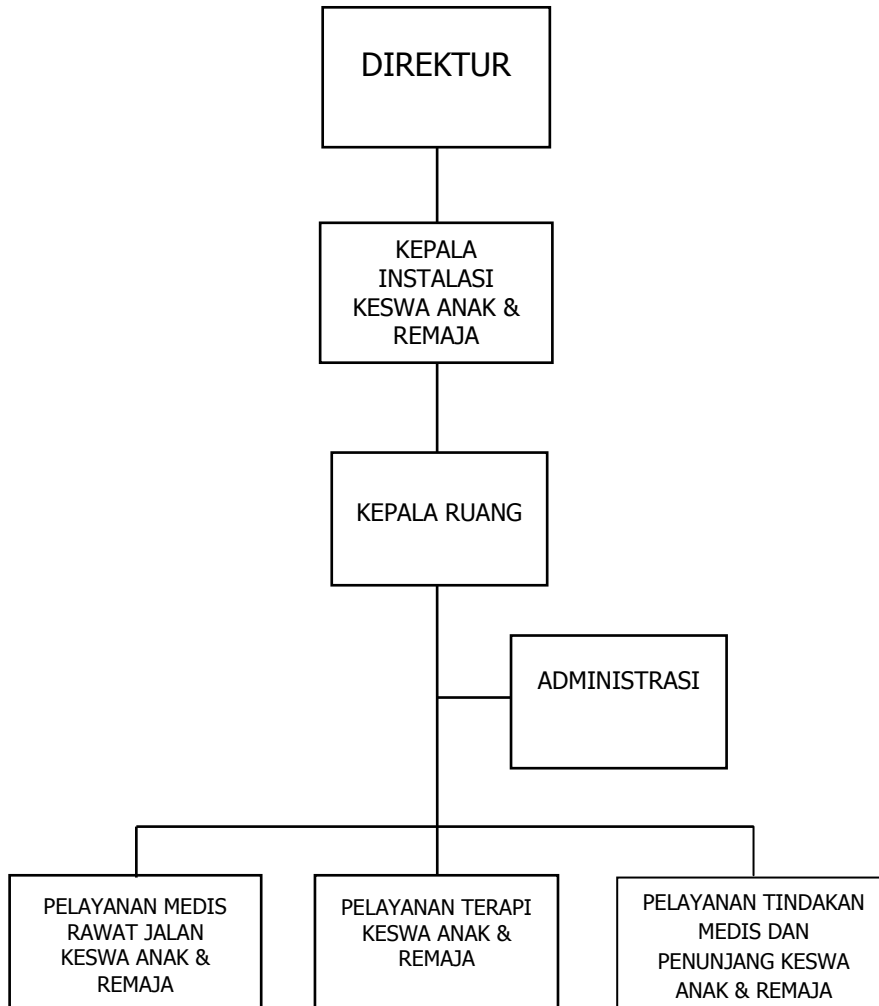 DIREKTUR
KEPALA
INSTALASI
KESWA ANAK &
REMAJA
KEPALA RUANG
ADMINISTRASI
PELAYANAN MEDIS
RAWAT JALAN
KESWA ANAK &
REMAJA
PELAYANAN TERAPI
KESWA ANAK &
REMAJA
PELAYANAN TINDAKAN
MEDIS DAN
PENUNJANG KESWA
ANAK & REMAJA